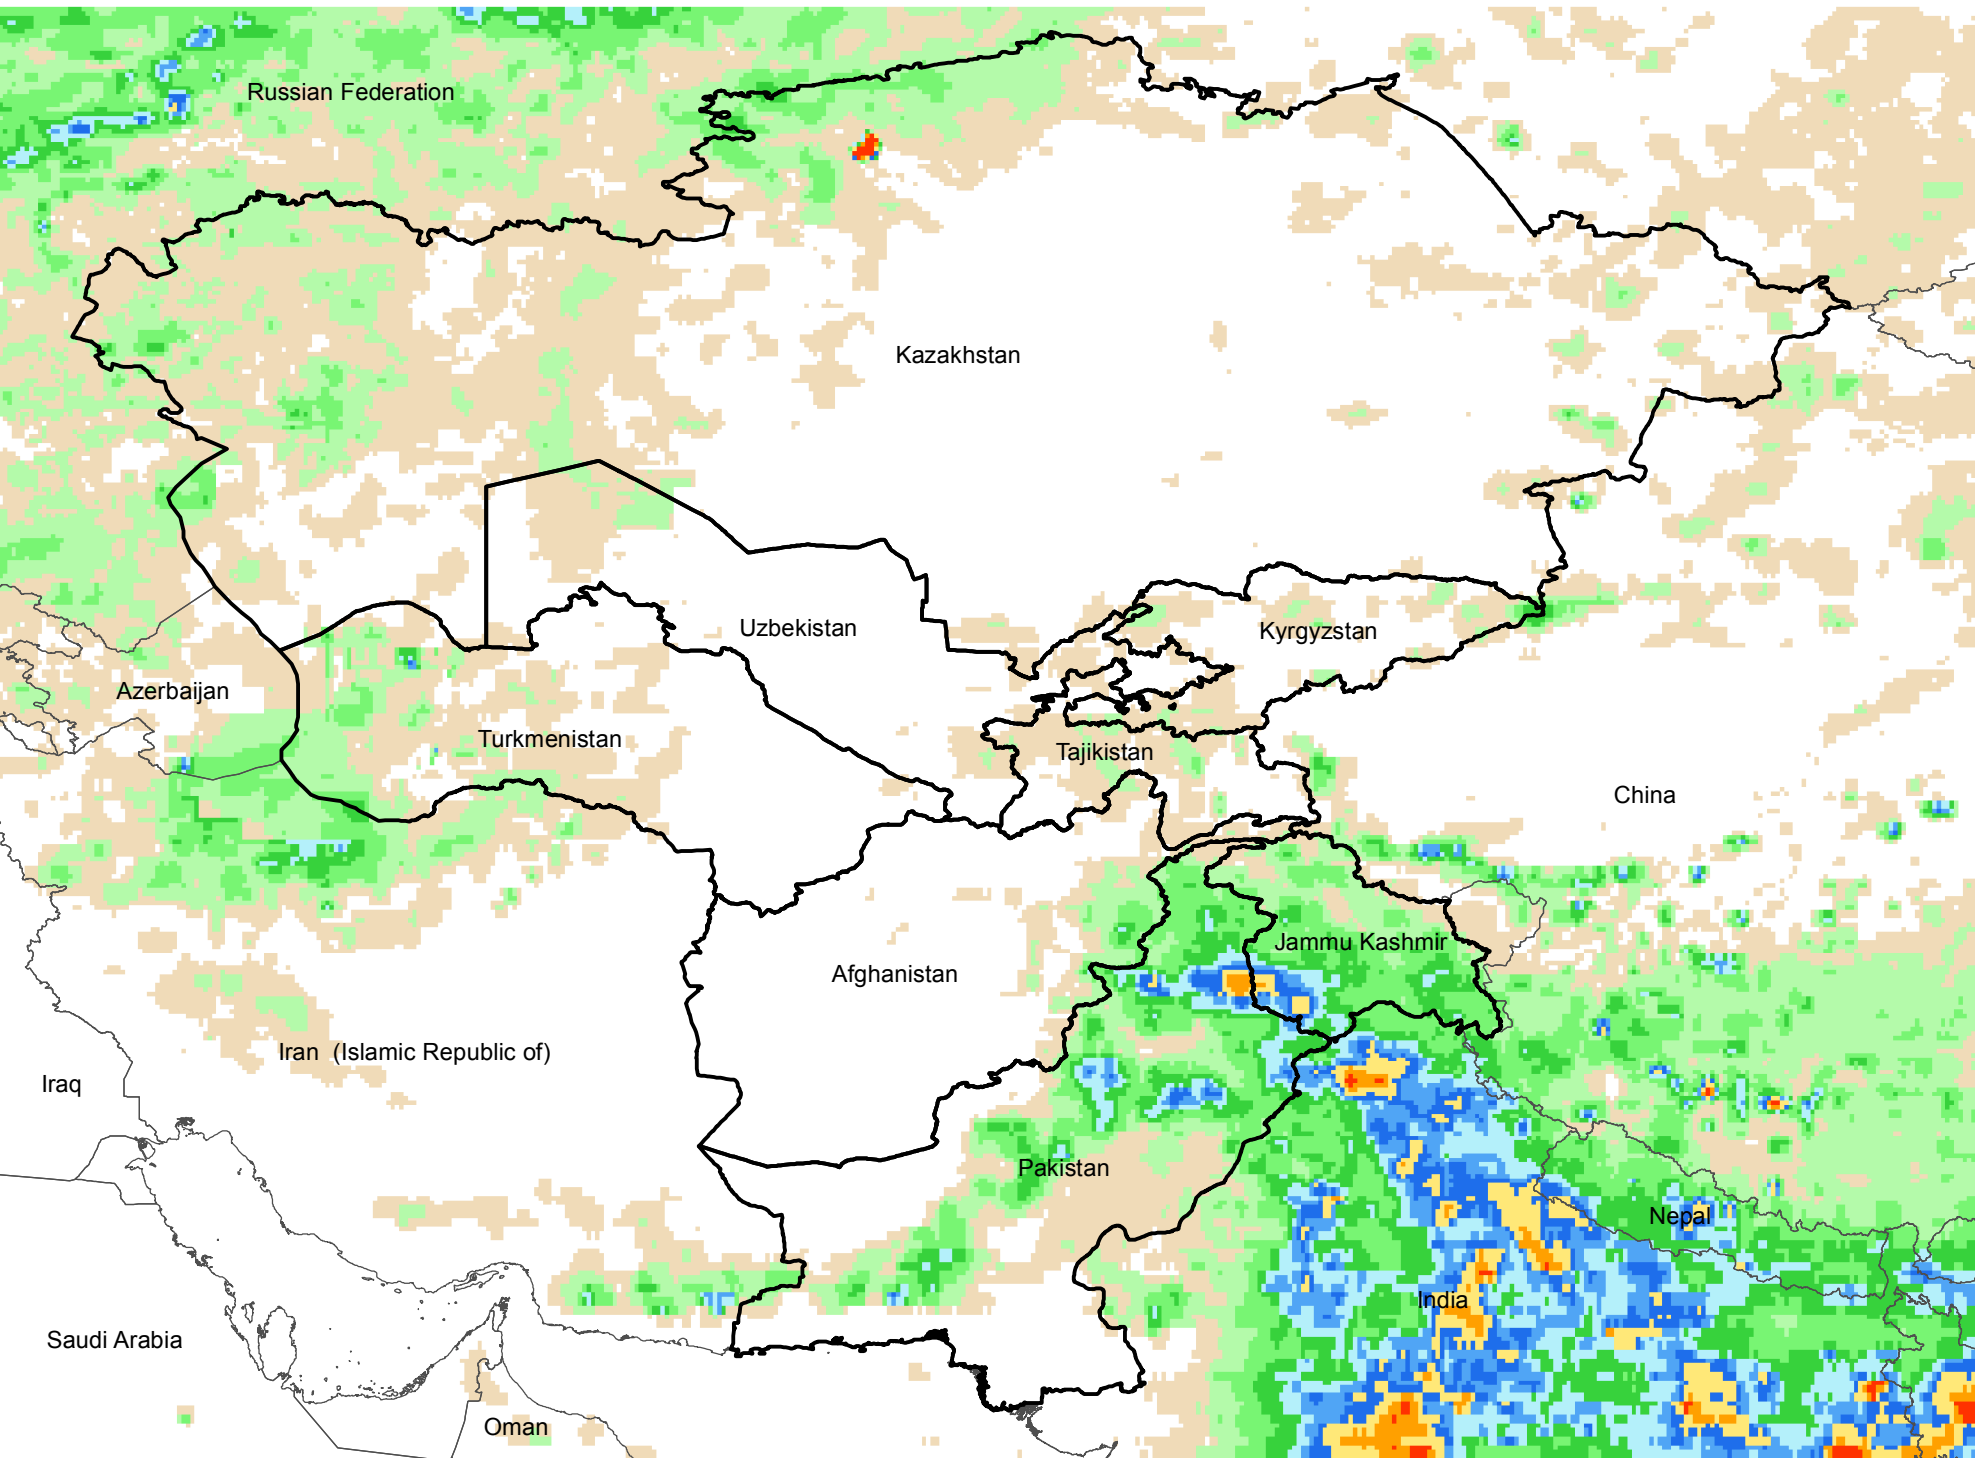 Russian Federation
Kazakhstan
Uzbekistan
Kyrgyzstan
Azerbaijan
Turkmenistan
Tajikistan
China
Jammu Kashmir
Afghanistan
Iran  (Islamic Republic of)
Iraq
Pakistan
Nepal
India
Saudi Arabia
Oman